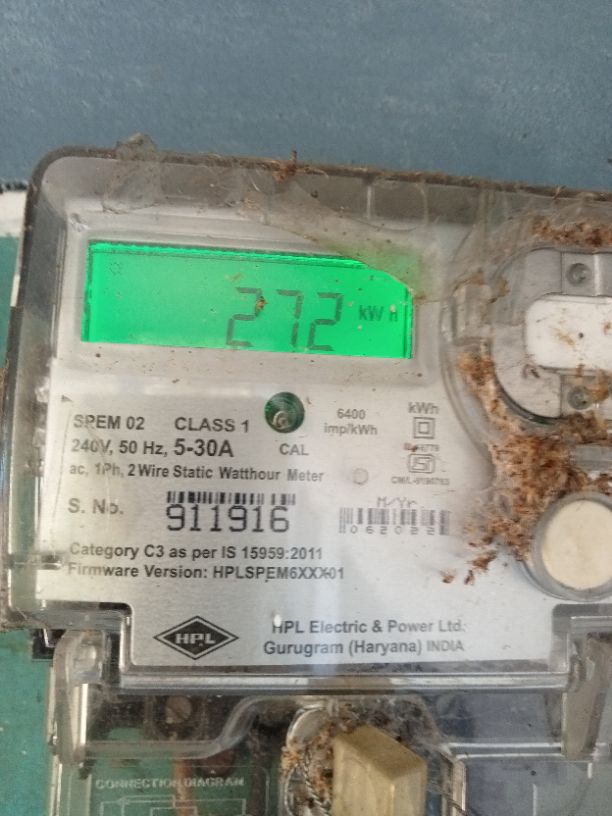 272 kWh
SPEM 02 CLASS 1
240V, 50 Hz, 5-30A
ac, 1Ph, 2 Wire Static Watthour Meter
CAL
6400
imp/kWh
kWh
S. No. 911916
M/Yr
062022
Category C3 as per IS 15959:2011
Firmware Version: HPLSPEM6XXX01
HPL
HPL Electric & Power Ltd.
Gurugram (Haryana) INDIA
CONNECTION DIAGRAM